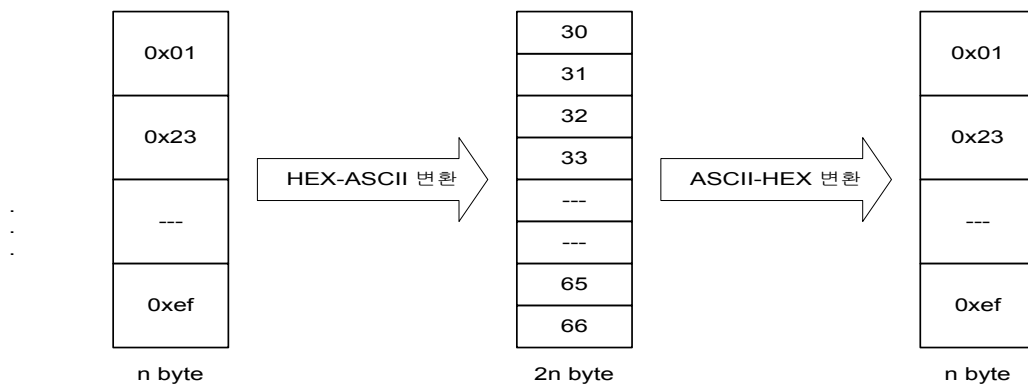 0x01
0x23
---
0xef
n byte
HEX-ASCII 변환
30
31
32
33
---
---
65
66
2n byte
ASCII-HEX 변환
0x01
0x23
---
0xef
n byte